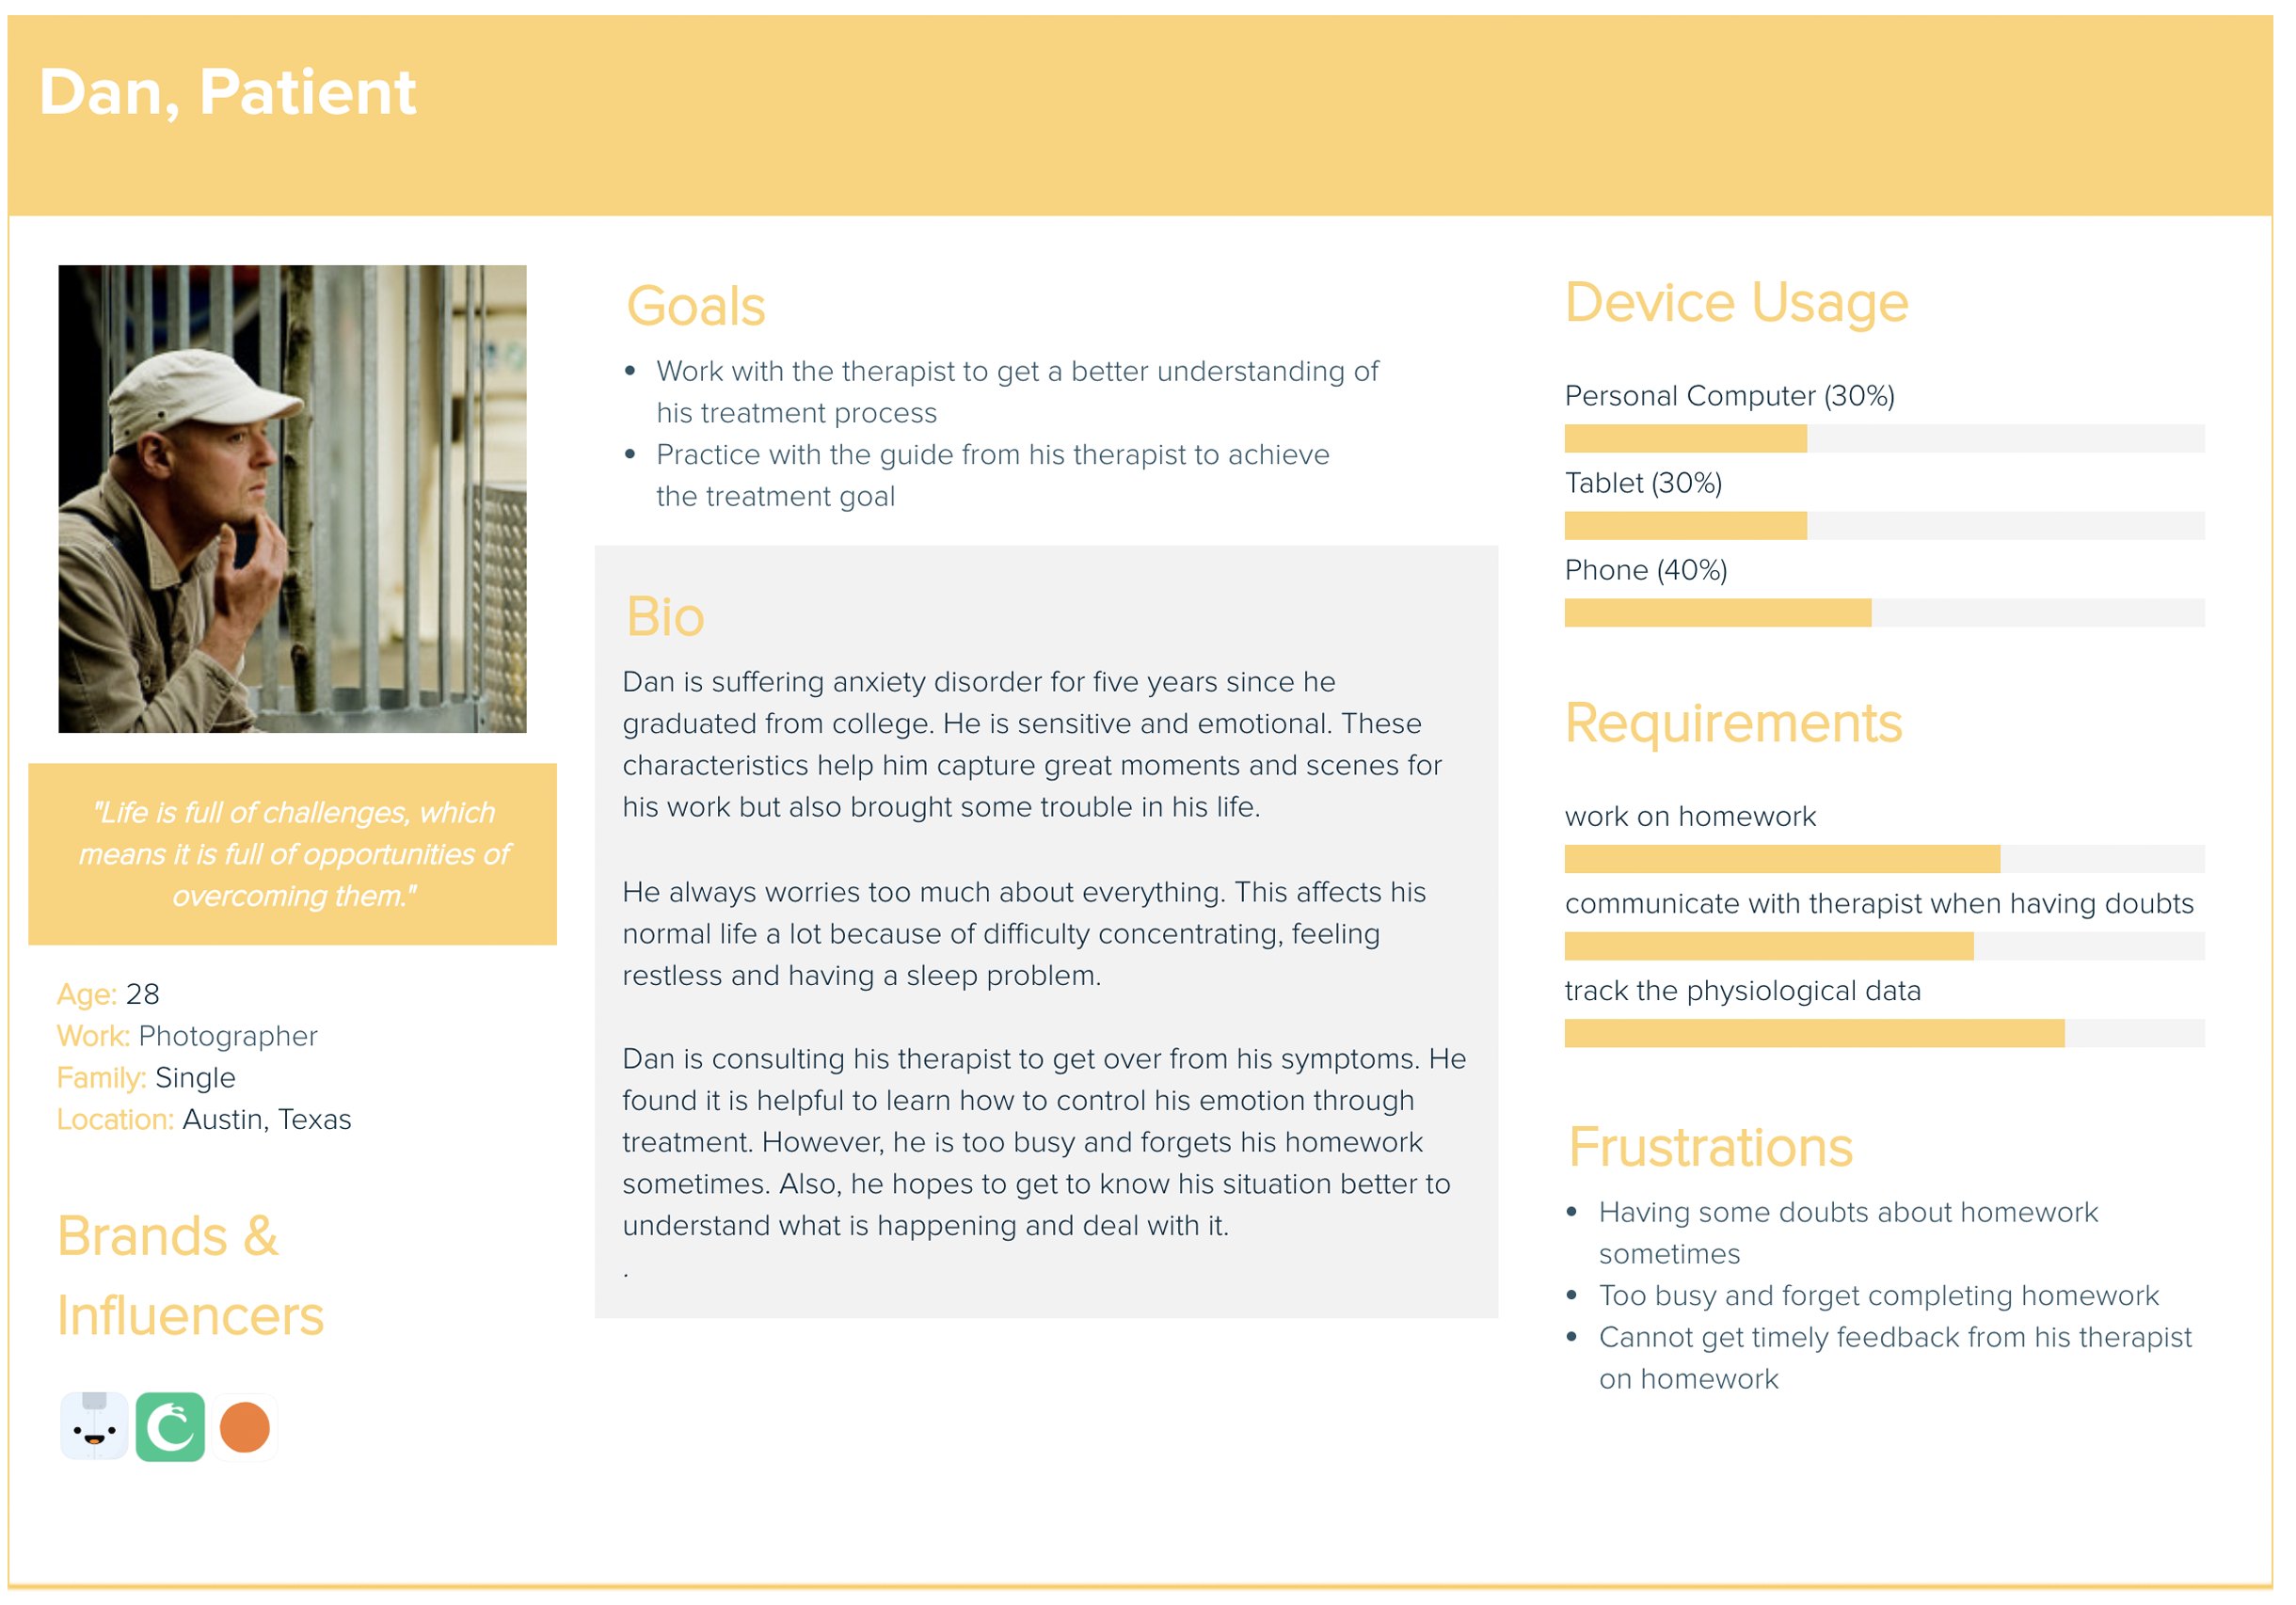 Dan, Patient
"Life is full of challenges, which
means it is full of opportunities of
overcoming them."
Age: 28
Work: Photographer
Family: Single
Location: Austin, Texas
Brands &
Influencers
Goals
• Work with the therapist to get a better understanding of
his treatment process
• Practice with the guide from his therapist to achieve
the treatment goal
Bio
Dan is suffering anxiety disorder for five years since he
graduated from college. He is sensitive and emotional. These
characteristics help him capture great moments and scenes for
his work but also brought some trouble in his life.
He always worries too much about everything. This affects his
normal life a lot because of difficulty concentrating, feeling
restless and having a sleep problem.
Dan is consulting his therapist to get over from his symptoms. He
found it is helpful to learn how to control his emotion through
treatment. However, he is too busy and forgets his homework
sometimes. Also, he hopes to get to know his situation better to
understand what is happening and deal with it.
.
Device Usage
Personal Computer (30%)
Tablet (30%)
Phone (40%)
Requirements
work on homework
communicate with therapist when having doubts
track the physiological data
Frustrations
• Having some doubts about homework
sometimes
• Too busy and forget completing homework
• Cannot get timely feedback from his therapist
on homework